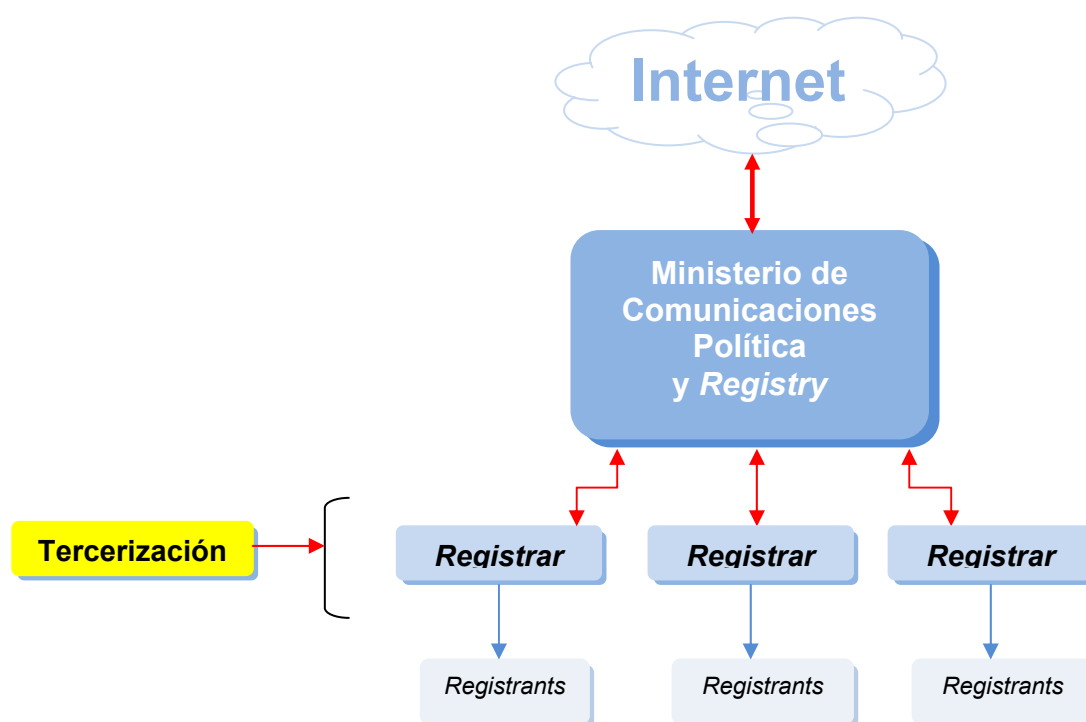 Internet
Ministerio de
Comunicaciones
Política
y Registry
Tercerización
Registrar
Registrar
Registrar
Registrants
Registrants
Registrants